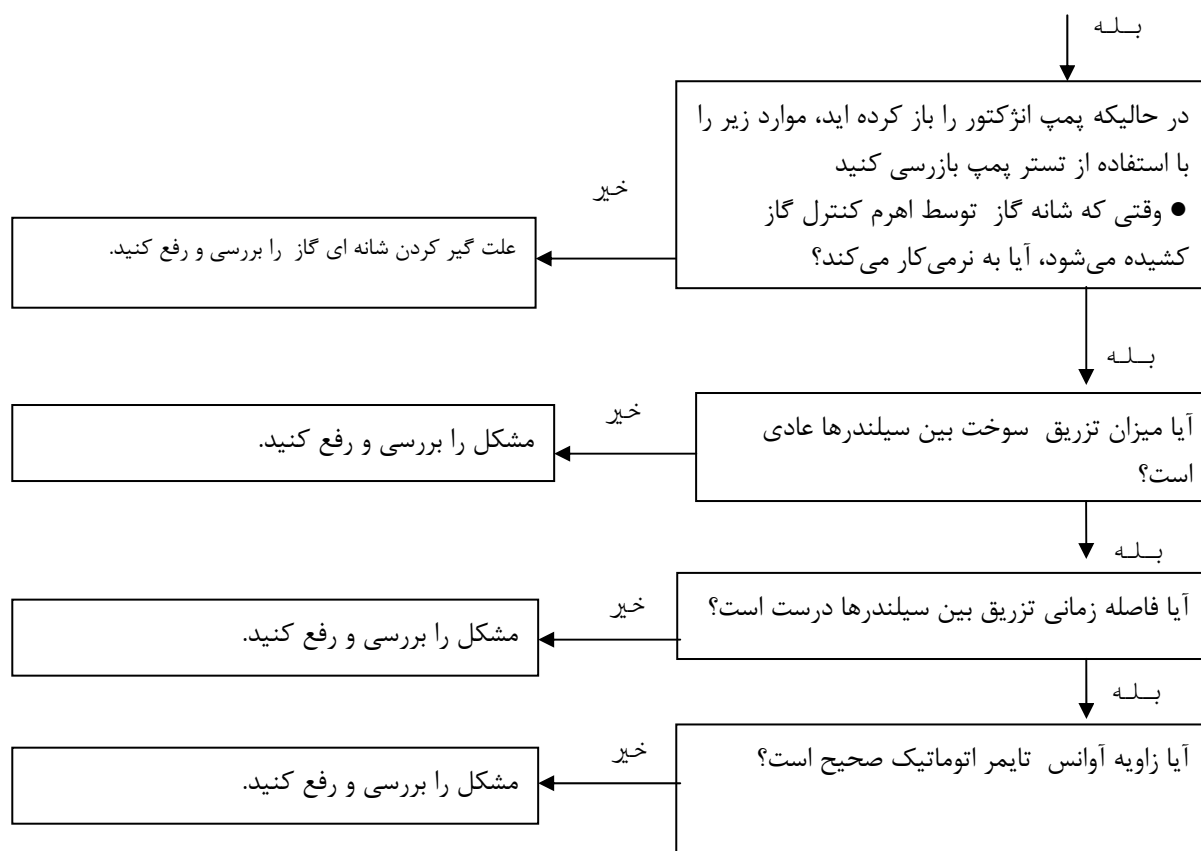 بــلــه
در حالیکه پمپ انژکتور را باز کرده اید، موارد زیر را
با استفاده از تستر پمپ بازرسی کنید
● وقتی که شانه گاز توسط اهرم کنترل گاز
کشیده می‌شود، آیا به نرمی‌کار می‌کند؟
خیر
علت گیر کردن شانه ای گاز را بررسی و رفع کنید.
بــلــه
آیا میزان تزریق سوخت بین سیلندرها عادی
است؟
خیر
مشکل را بررسی و رفع کنید.
بــلــه
آیا فاصله زمانی تزریق بین سیلندرها درست است؟
خیر
مشکل را بررسی و رفع کنید.
بــلــه
آیا زاویه آوانس تایمر اتوماتیک صحیح است؟
خیر
مشکل را بررسی و رفع کنید.